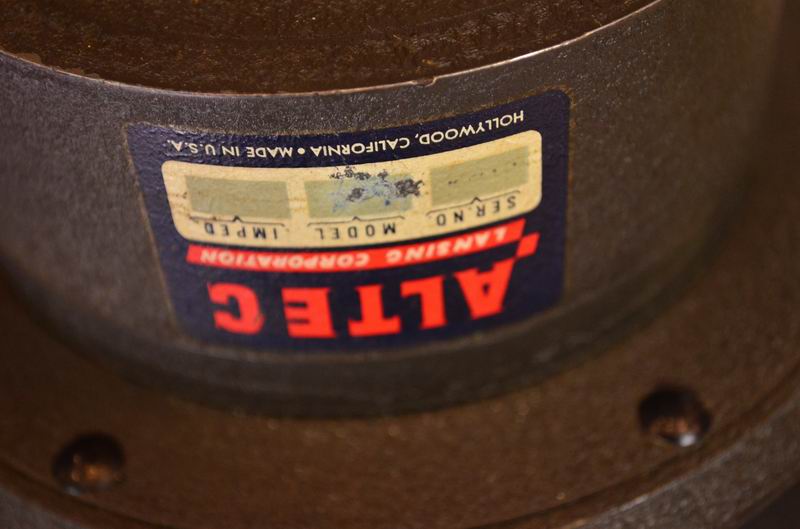 ALTEC
LANSING CORPORATION
SER.NO MODEL IMPED.
HOLLYWOOD, CALIFORNIA • MADE IN U.S.A.